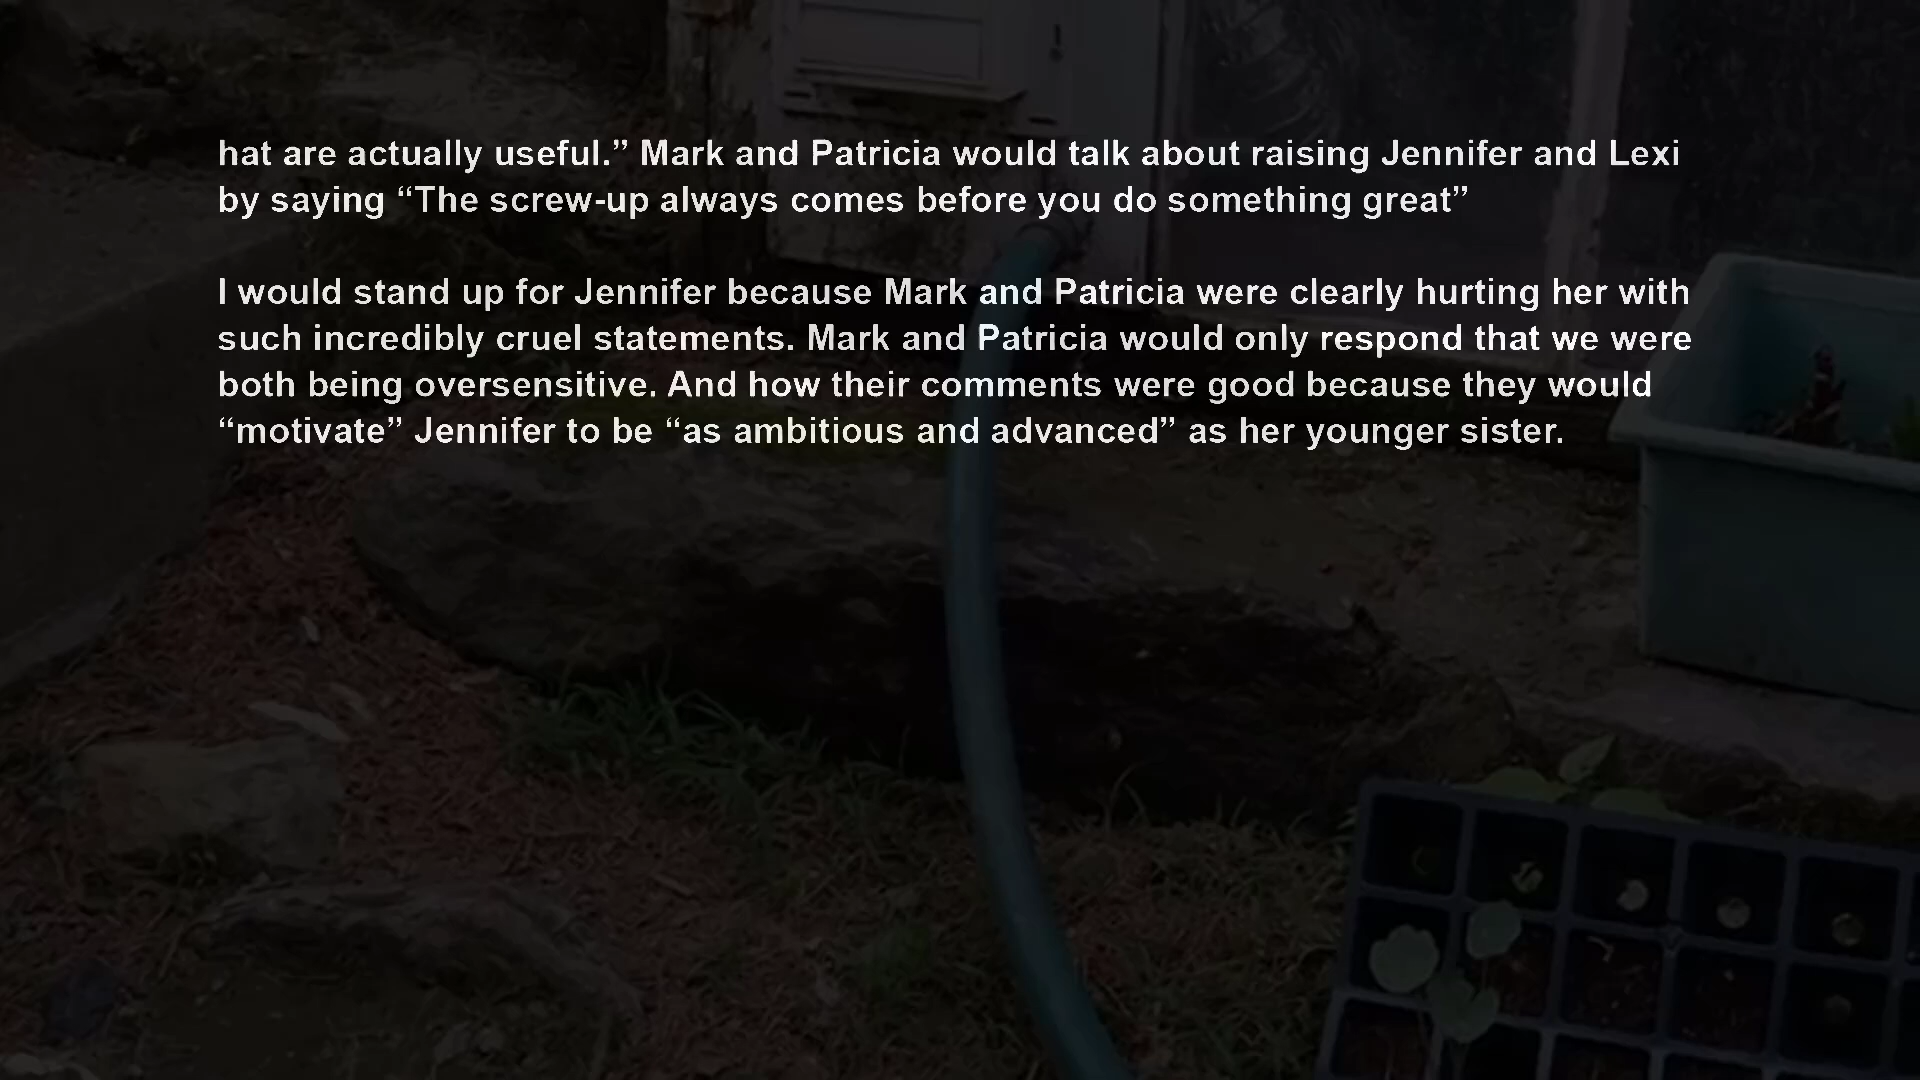 hat are actually useful.” Mark and Patricia would talk about raising Jennifer and Lexi
by saying “The screw-up always comes before you do something great”
I would stand up for Jennifer because Mark and Patricia were clearly hurting her with
such incredibly cruel statements. Mark and Patricia would only respond that we were
both being oversensitive. And how their comments were good because they would
“motivate” Jennifer to be “as ambitious and advanced” as her younger sister.